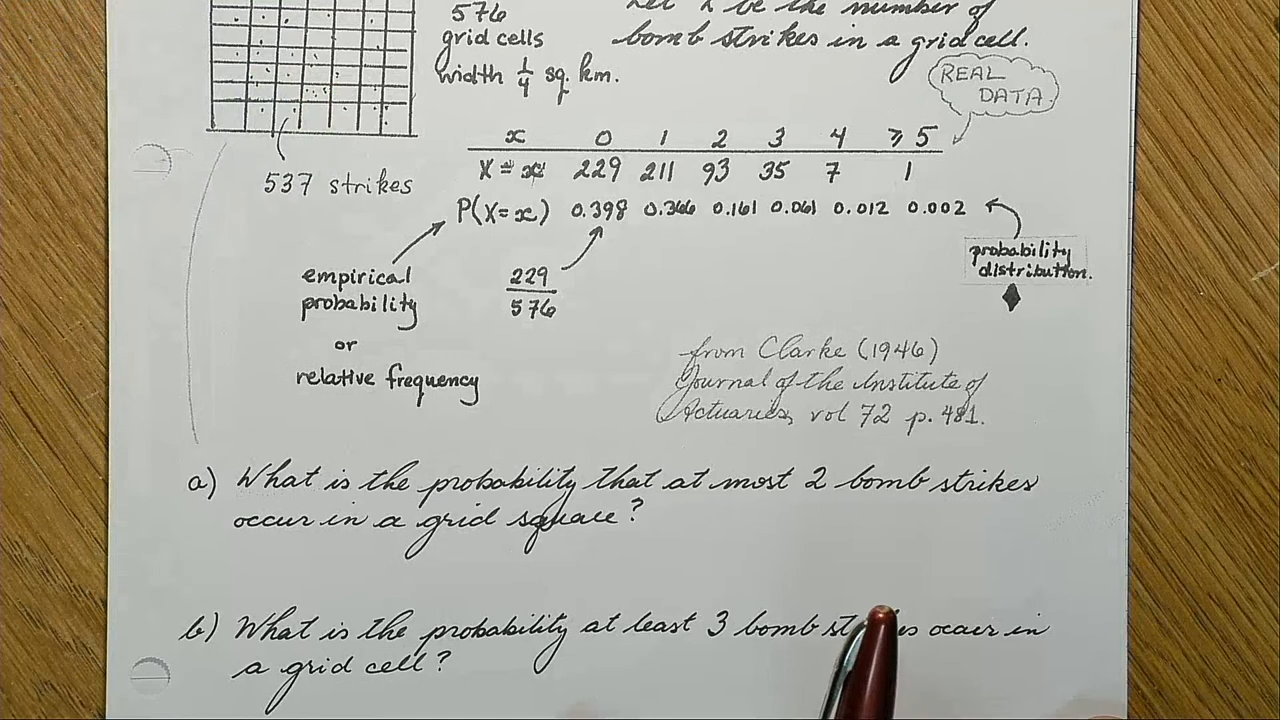 576
Let X be the number of
grid cells
bomb strikes in a grid cell.
width 1/4 sq. km.
REAL
DATA
x 0 1 2 3 4 ⩾ 5
X = x 229 211 93 35 7 1
537 strikes
P(X=x) 0.398 0.366 0.161 0.061 0.012 0.002
probability
distribution.
empirical
probability
229
576
or
relative frequency
from Clarke (1946)
Journal of the Institute of
Actuaries, vol 72 p. 481.
a) What is the probability that at most 2 bomb strikes
occur in a grid square?
b) What is the probability at least 3 bomb occur in
a grid cell?